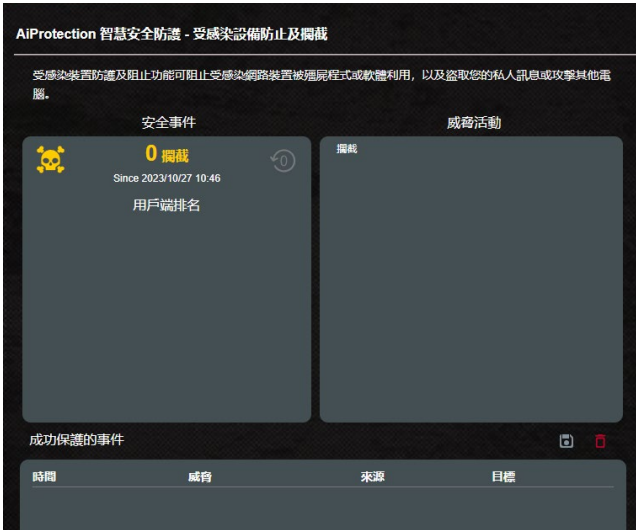 AiProtection 智慧安全防護 - 受感染設備防止及攔截
受感染裝置防護及阻止功能可阻止受感染網路裝置被殭屍程式或軟體利用，以及盜取您的私人訊息或攻擊其他電
腦。
安全事件
威脅活動
0 攔截
0
Since 2023/10/27 10:46
用戶端排名
攔截
成功保護的事件
時間 威脅 來源 目標